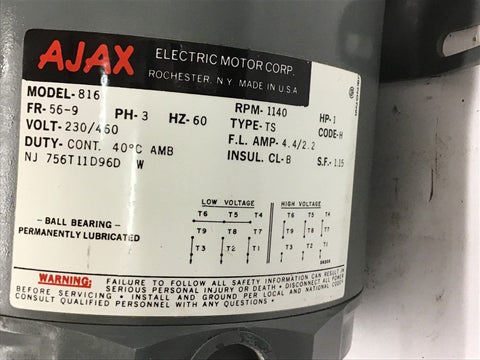 AJAX ELECTRIC MOTOR CORP.
ROCHESTER, N.Y. MADE IN U.S.A.
MODEL-816
FR-56-9 PH-3 HZ-60 RPM-1140 HP-1
VOLT-230/460 TYPE-TS CODE-H
DUTY-CONT. 40°C AMB F.L. AMP-4.4/2.2
NJ 756T11D96D W INSUL. CL-B S.F.-1.15
LOW VOLTAGE HIGH VOLTAGE
T6 T5 T4 T6 T5 T4
T9 T8 T7 T9 T8 T7
T3 T2 T1 T3 T2 T1
- BALL BEARING -
PERMANENTLY LUBRICATED
WARNING: FAILURE TO FOLLOW ALL SAFETY INFORMATION CAN RESULT IN
SERIOUS PERSONAL INJURY OR DEATH • DISCONNECT ALL
BEFORE SERVICING • INSTALL AND GROUND PER LOCAL AND NATIONAL CODES
CONSULT QUALIFIED PERSONNEL WITH ANY QUESTIONS.